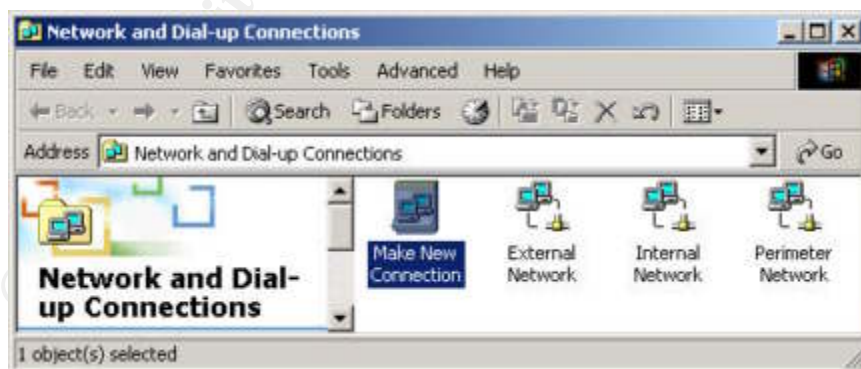 Network and Dial-up Connections
File Edit View Favorites Tools Advanced Help
Back Search Folders
Address Network and Dial-up Connections Go
Network and Dial-
up Connections
Make New
Connection
External
Network
Internal
Network
Perimeter
Network
1 object(s) selected